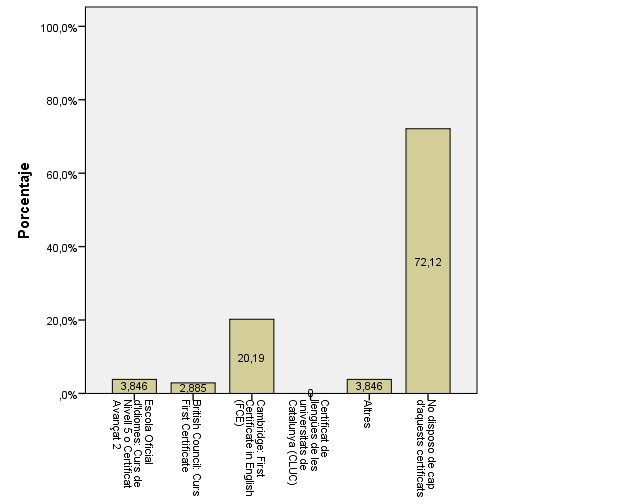 100,0%
80,0%
60,0%
40,0%
20,0%
,0%
Porcentaje
3,846
2,885
20,19
0
3,846
72,12
Escola Oficial
d'Idiomes: Curs de
Nivell 5 o Certificat
Avançat 2
British Council: Curs
First Certificate
Cambridge: First
Certificate in English
(FCE)
Certificat de
llengües de les
universitats de
Catalunya (CLUC)
Altres
No disposo de cap
d'aquests certificats